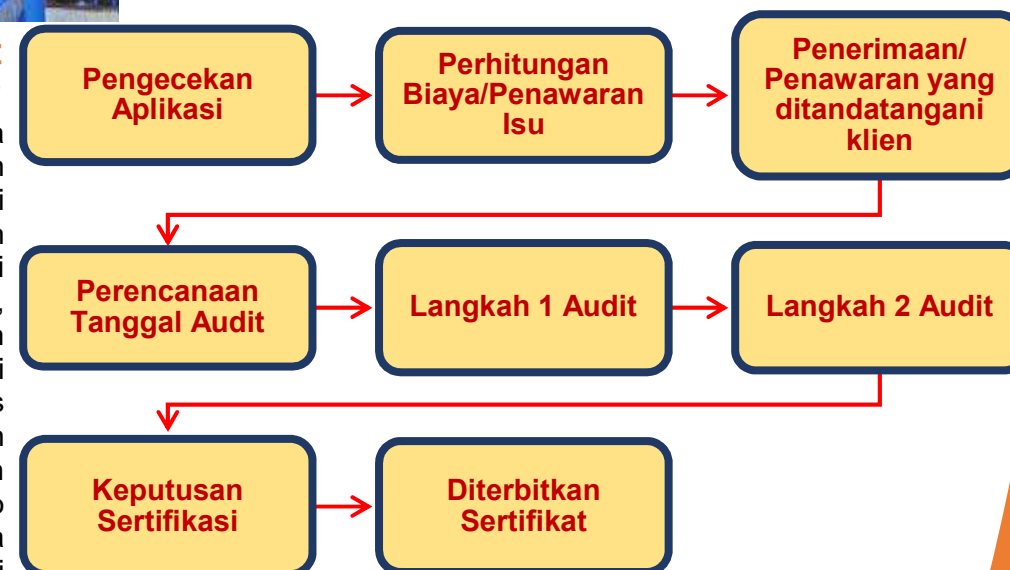 Pengecekan
Aplikasi
Perhitungan
Biaya/Penawaran
Isu
Penerimaan/
Penawaran yang
ditandatangani
klien
Perencanaan
Tanggal Audit
Langkah 1 Audit
Langkah 2 Audit
Keputusan
Sertifikasi
Diterbitkan
Sertifikat